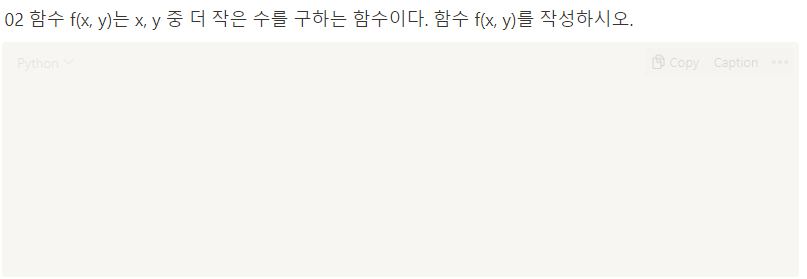 02 함수 f(x, y)는 x, y 중 더 작은 수를 구하는 함수이다. 함수 f(x, y)를 작성하시오.
Python Copy Caption